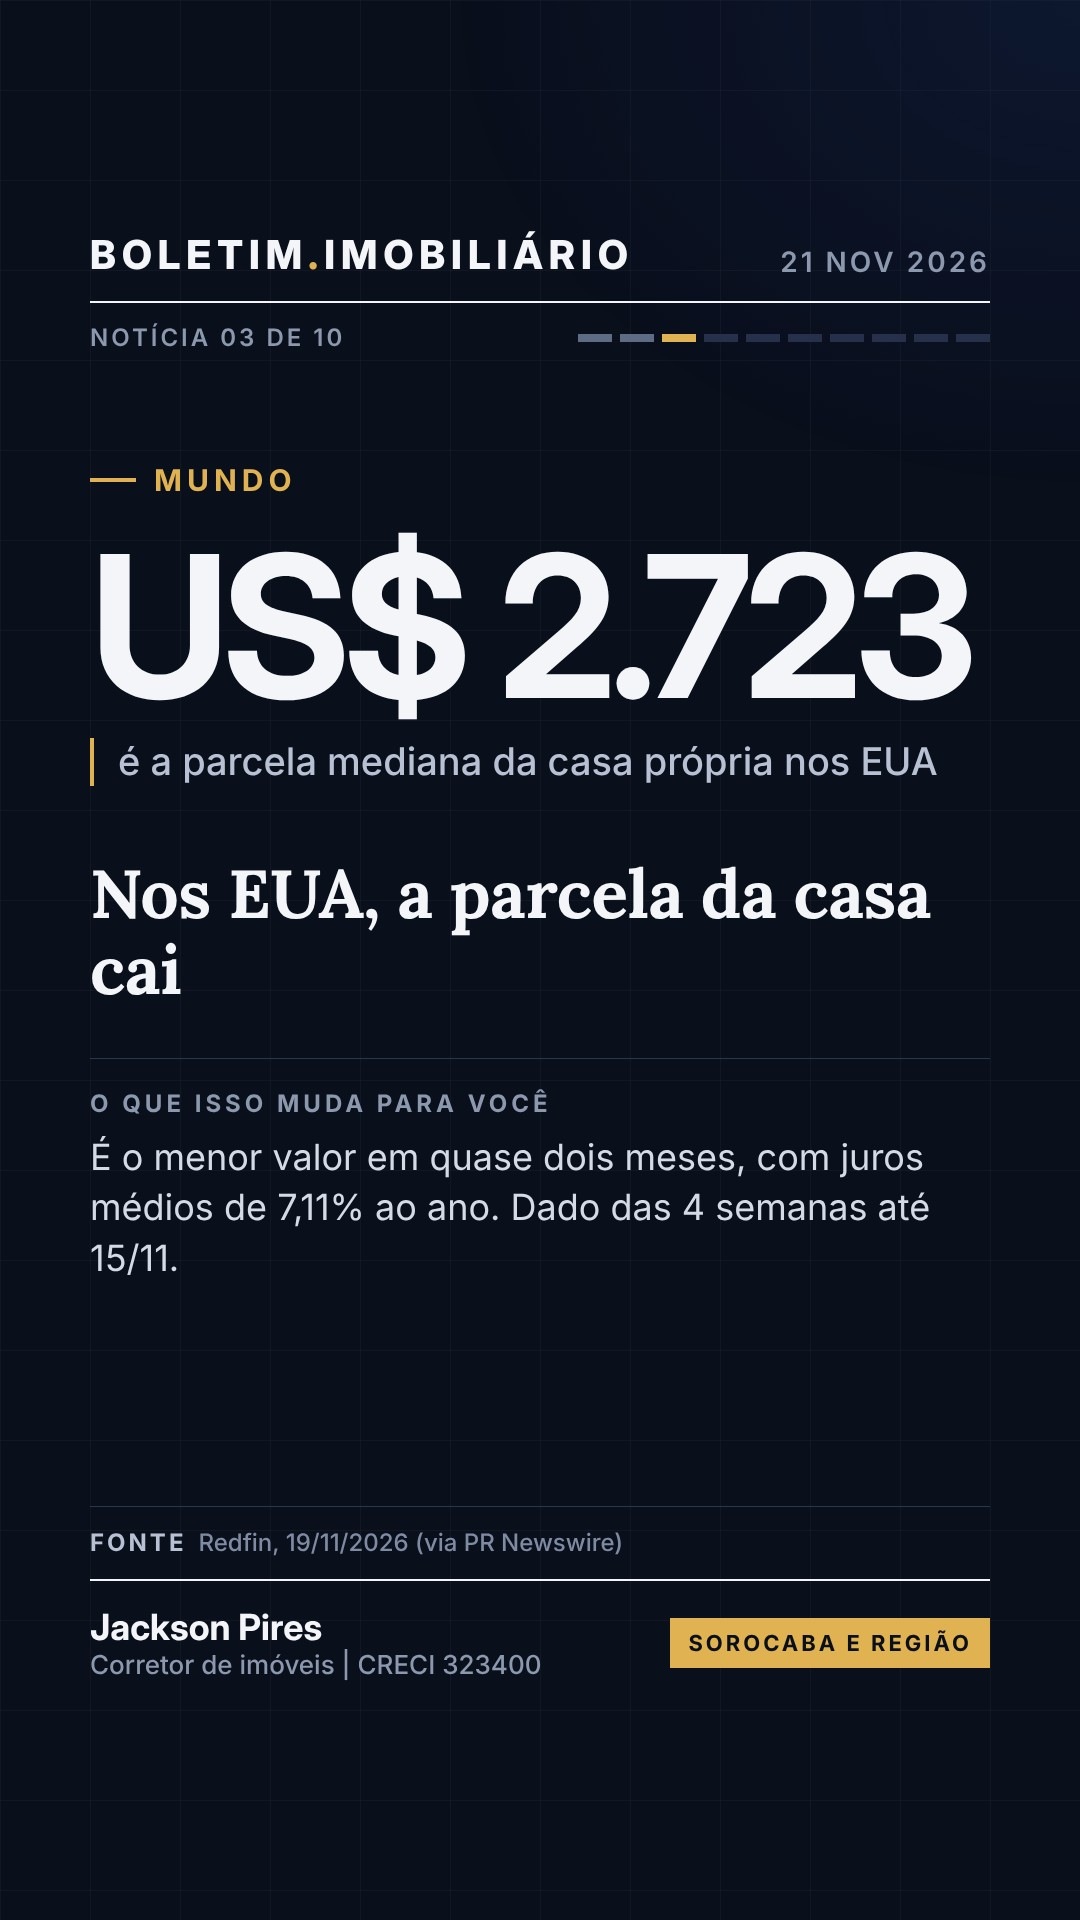 BOLETIM.IMOBILIÁRIO
21 NOV 2026
NOTÍCIA 03 DE 10
MUNDO
US$ 2.723
é a parcela mediana da casa própria nos EUA
Nos EUA, a parcela da casa
cai
O QUE ISSO MUDA PARA VOCÊ
É o menor valor em quase dois meses, com juros
médios de 7,11% ao ano. Dado das 4 semanas até
15/11.
FONTE Redfin, 19/11/2026 (via PR Newswire)
Jackson Pires
Corretor de imóveis | CRECI 323400
SOROCABA E REGIÃO